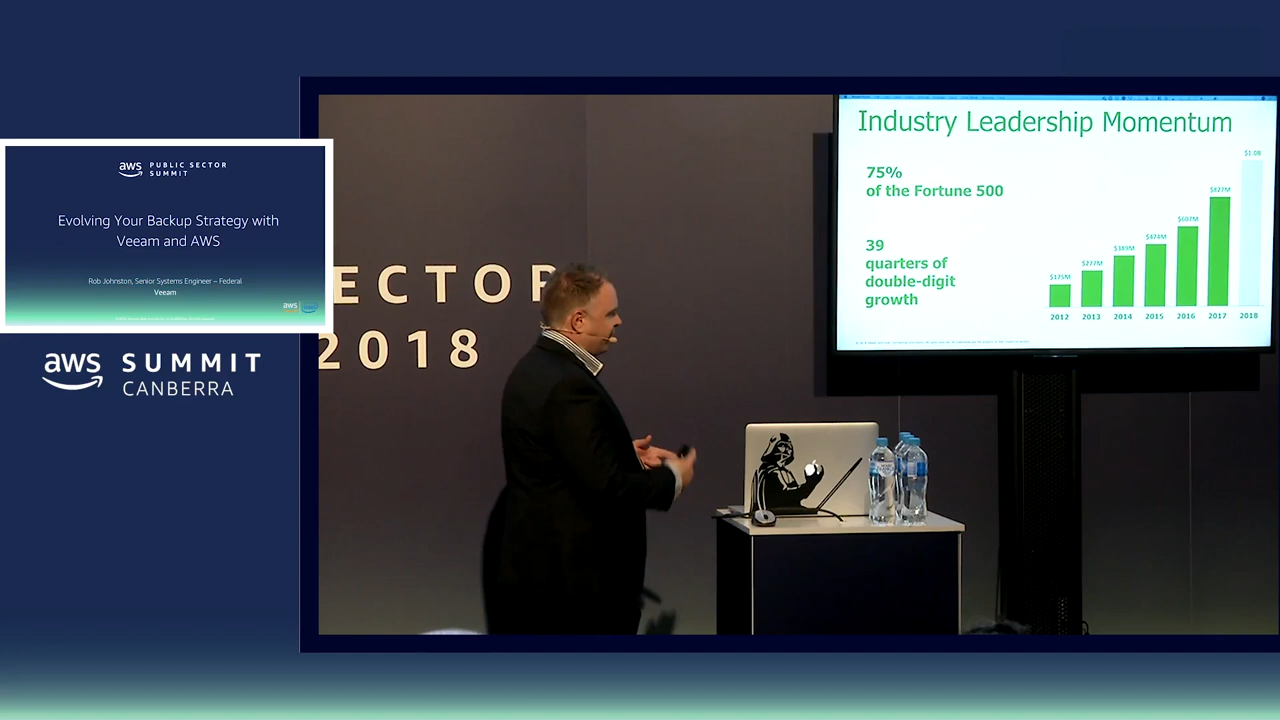 aws PUBLIC SECTOR
SUMMIT
Evolving Your Backup Strategy with
Veeam and AWS
Rob Johnston, Senior Systems Engineer – Federal
Veeam
aws
intel
aws SUMMIT
CANBERRA
ECTOR
2018
Industry Leadership Momentum
75%
of the Fortune 500
39
quarters of
double-digit
growth
$175M
$277M
$389M
$474M
$607M
$827M
$1.0B
2012 2013 2014 2015 2016 2017 2018